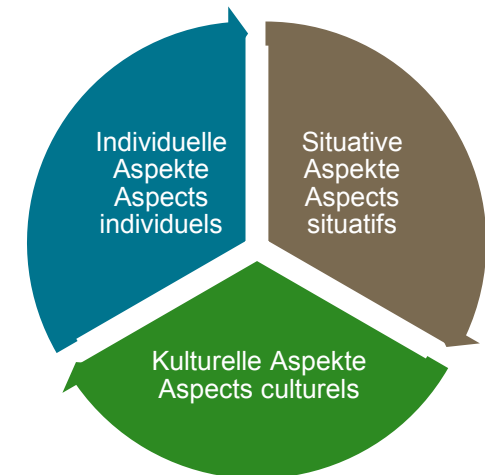 Individuelle
Aspekte
Aspects
individuels
Situative
Aspekte
Aspects
situatifs
Kulturelle Aspekte
Aspects culturels